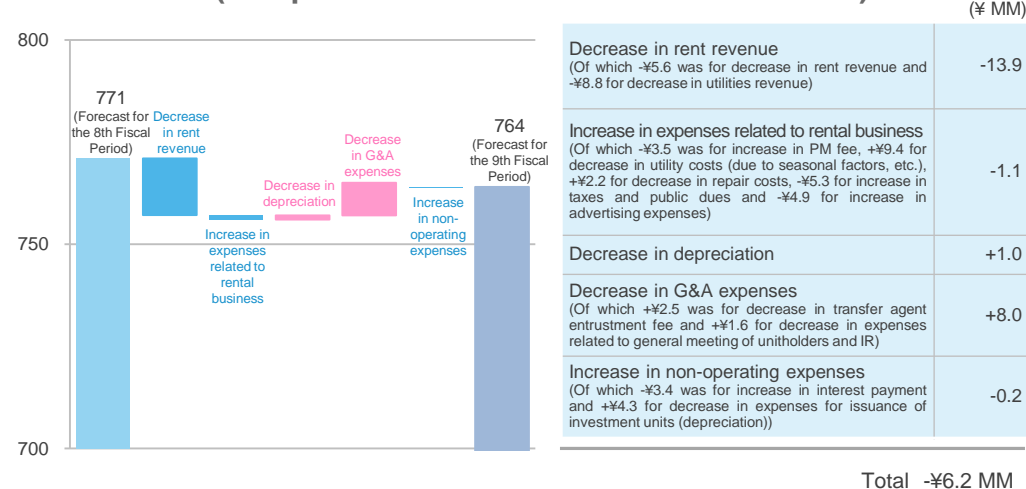 (¥ MM)
800
750
700
771
(Forecast for
the 8th Fiscal
Period)
Decrease
in rent
revenue
Increase in
expenses
related to
rental
business
Decrease in
depreciation
Decrease
in G&A
expenses
Increase
in non-
operating
expenses
764
(Forecast for
the 9th Fiscal
Period)
Decrease in rent revenue
(Of which -¥5.6 was for decrease in rent revenue and
-¥8.8 for decrease in utilities revenue)
-13.9
Increase in expenses related to rental business
(Of which -¥3.5 was for increase in PM fee, +¥9.4 for
decrease in utility costs (due to seasonal factors, etc.),
+¥2.2 for decrease in repair costs, -¥5.3 for increase in
taxes and public dues and -¥4.9 for increase in
advertising expenses)
-1.1
Decrease in depreciation
+1.0
Decrease in G&A expenses
(Of which +¥2.5 was for decrease in transfer agent
entrustment fee and +¥1.6 for decrease in expenses
related to general meeting of unitholders and IR)
+8.0
Increase in non-operating expenses
(Of which -¥3.4 was for increase in interest payment
and +¥4.3 for decrease in expenses for issuance of
investment units (depreciation))
-0.2
Total -¥6.2 MM